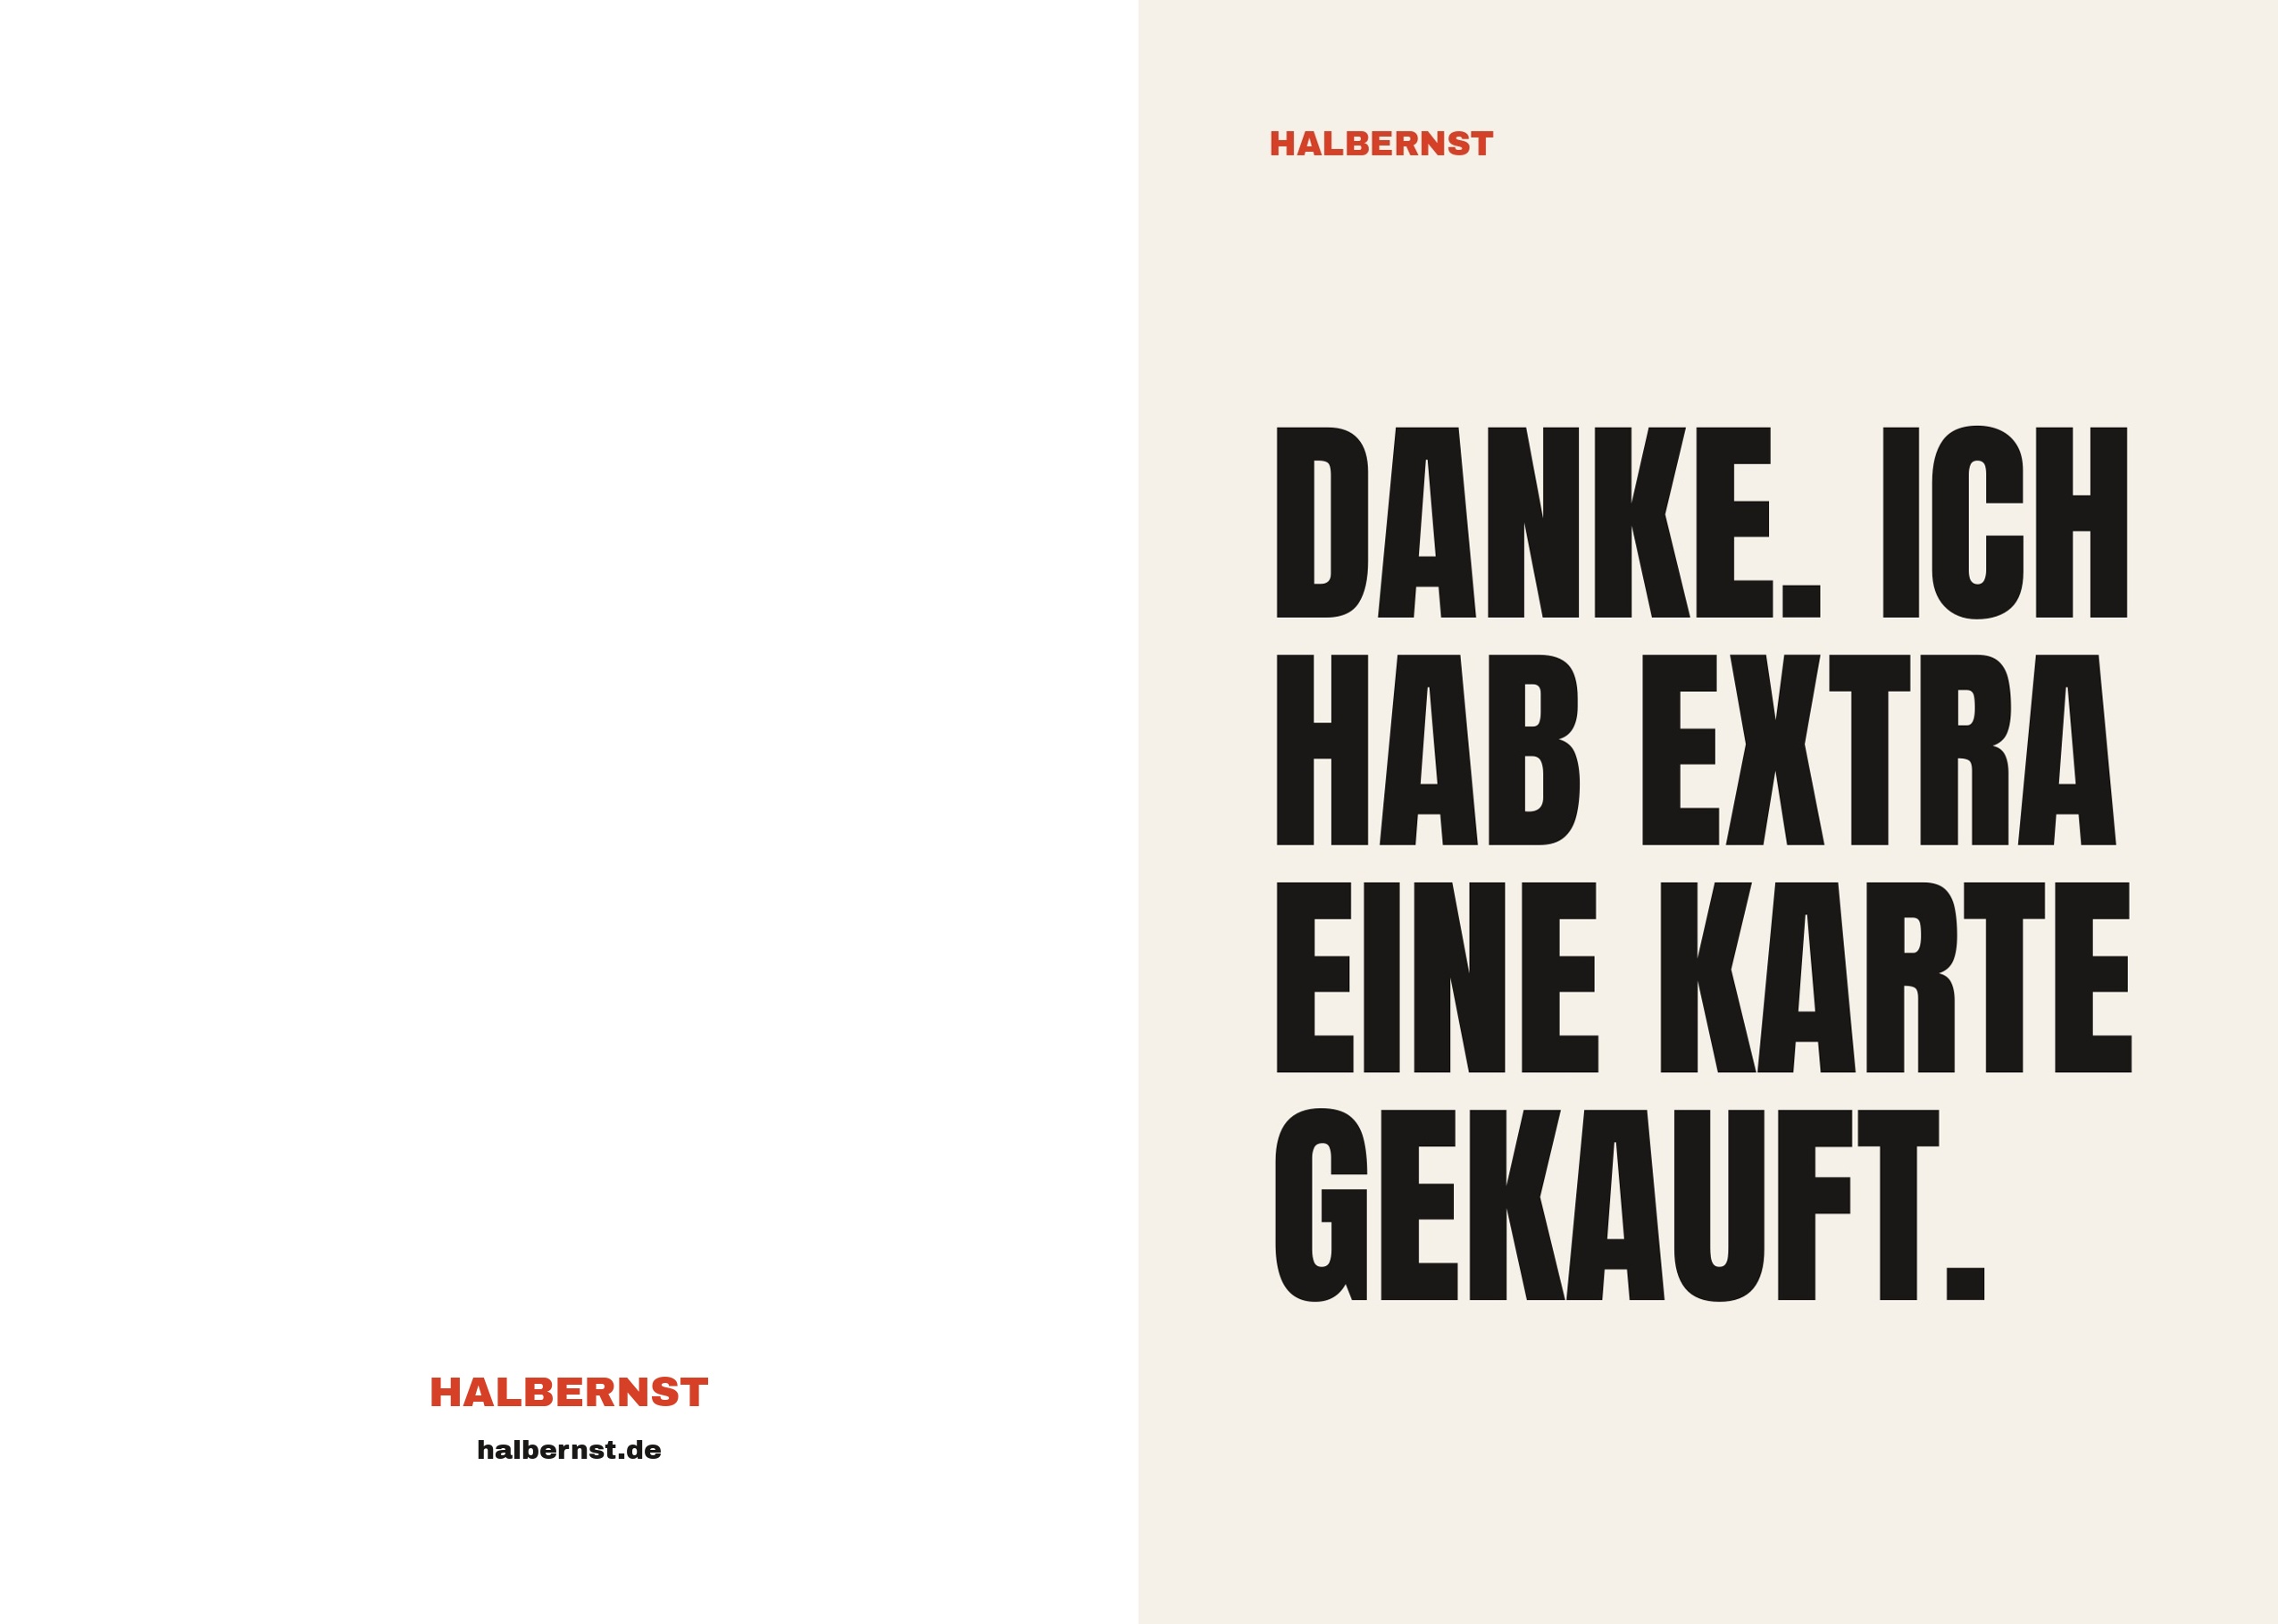 HALBERNST
halbernst.de
HALBERNST
DANKE. ICH
HAB EXTRA
EINE KARTE
GEKAUFT.